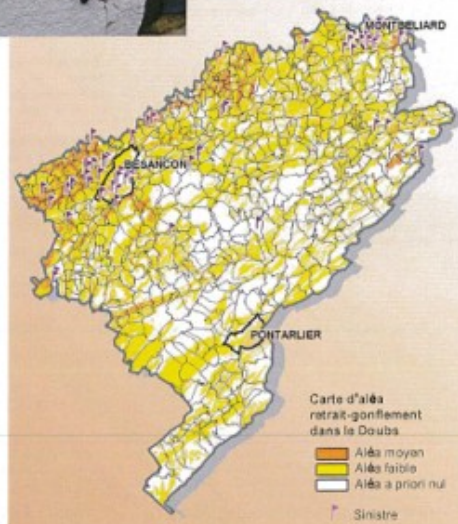 MONTBELIARD
BESANCON
PONTARLIER
Carte d'aléa
retrait-gonflement
dans le Doubs
Aléa moyen
Aléa faible
Aléa a priori nul
Sinistre